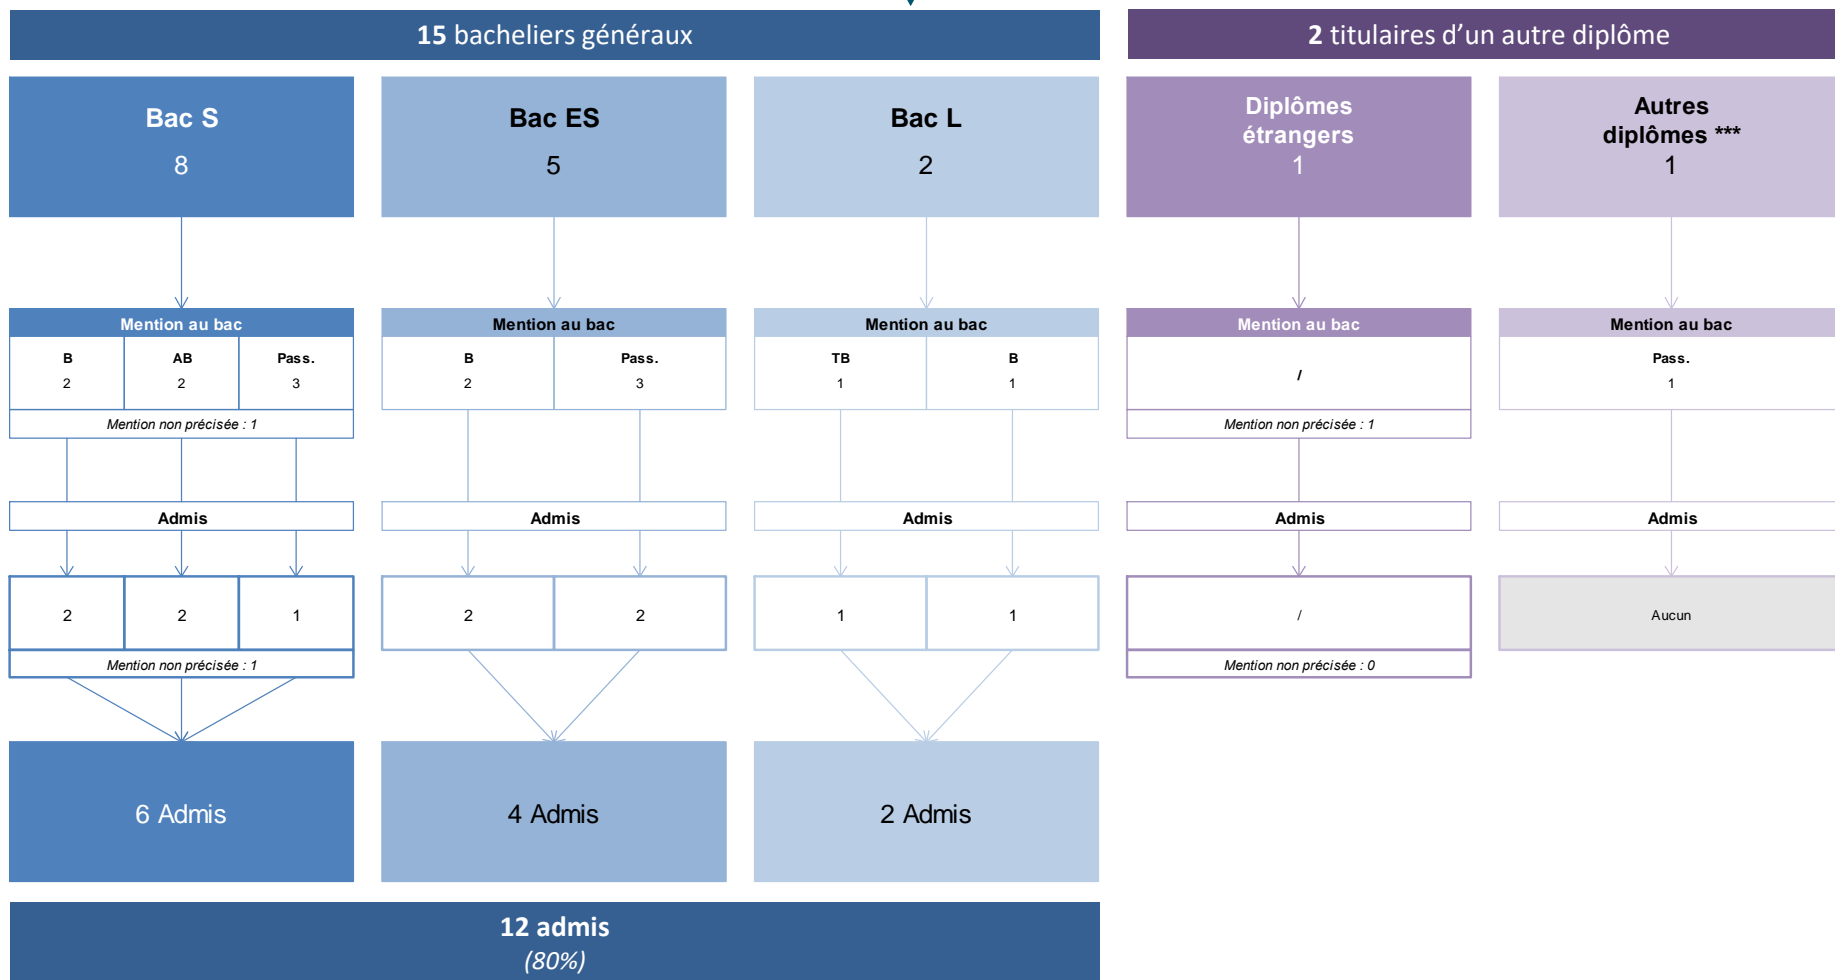 15 bacheliers généraux
2 titulaires d'un autre diplôme
Bac S
8
Bac ES
5
Bac L
2
Diplômes
étrangers
1
Autres
diplômes ***
1
Mention au bac
B
2
AB
2
Pass.
3
Mention non précisée : 1
Mention au bac
B
2
Pass.
3
Mention au bac
TB
1
B
1
Mention au bac
/
Mention non précisée : 1
Mention au bac
Pass.
1
Admis
Admis
Admis
Admis
Admis
2
2
1
Mention non précisée : 1
2
2
1
1
/
Mention non précisée : 0
Aucun
6 Admis
4 Admis
2 Admis
12 admis
(80%)